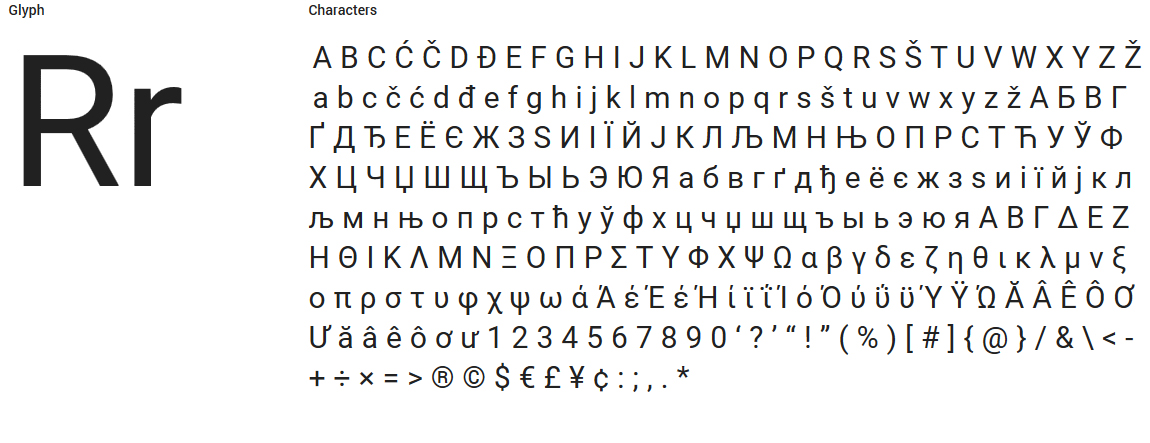 Glyph
Characters
Rr
A B C Ć Č D Đ E F G H I J K L M N O P Q R S Š T U V W X Y Z Ž
a b c č ć d đ e f g h i j k l m n o p q r s š t u v w x y z ž А Б В Г
Ґ Д Ђ Е Ё Є Ж З Ѕ И І Ї Й Ј К Л Љ М Н Њ О П Р С Т Ћ У Ў Ф
Х Ц Ч Џ Ш Щ Ъ Ы Ь Э Ю Я а б в г ґ д ђ е ё є ж з ѕ и і ї й ј к л
љ м н њ о п р с т ћ у ў ф х ц ч џ ш щ ъ ы ь э ю я Α Β Γ Δ Ε Ζ
Η Θ Ι Κ Λ Μ Ν Ξ Ο Π Ρ Σ Τ Υ Φ Χ Ψ Ω α β γ δ ε ζ η θ ι κ λ μ ν ξ
ο π ρ σ τ υ φ χ ψ ω ά Ά έ Έ έ Ή ί ϊ ΐ Ί ό Ό ύ ΰ ϋ Ύ Ϋ Ώ Ă Â Ê Ô Ơ
Ư ă â ê ô ơ ư 1 2 3 4 5 6 7 8 9 0 ‘ ? ’ “ ! ” ( % ) [ # ] { @ } / & \ < -
+ ÷ × = > ® © $ € £ ¥ ¢ : ; , . *